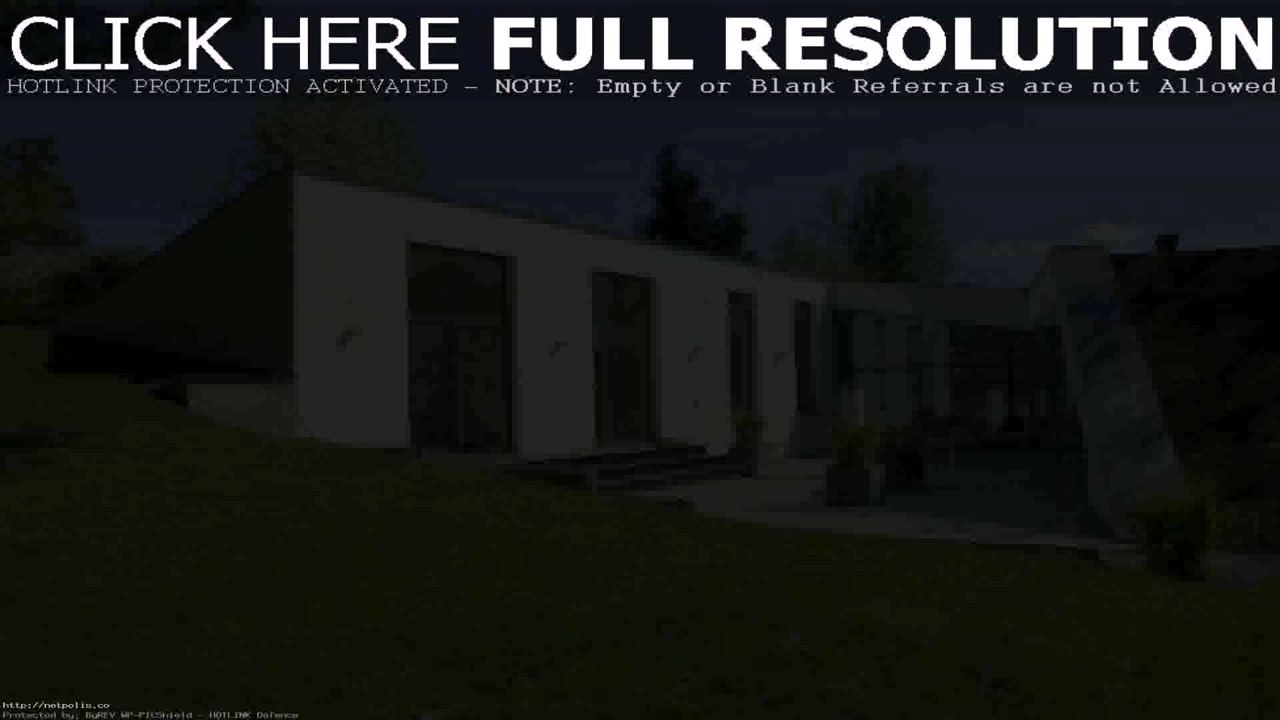 CLICK HERE FULL RESOLUTION
HOTLINK PROTECTION ACTIVATED - NOTE: Empty or Blank Referrals are not Allowed
http://netpolis.co
Protected by: ByREV WP-PICShield - HOTLINK Defence